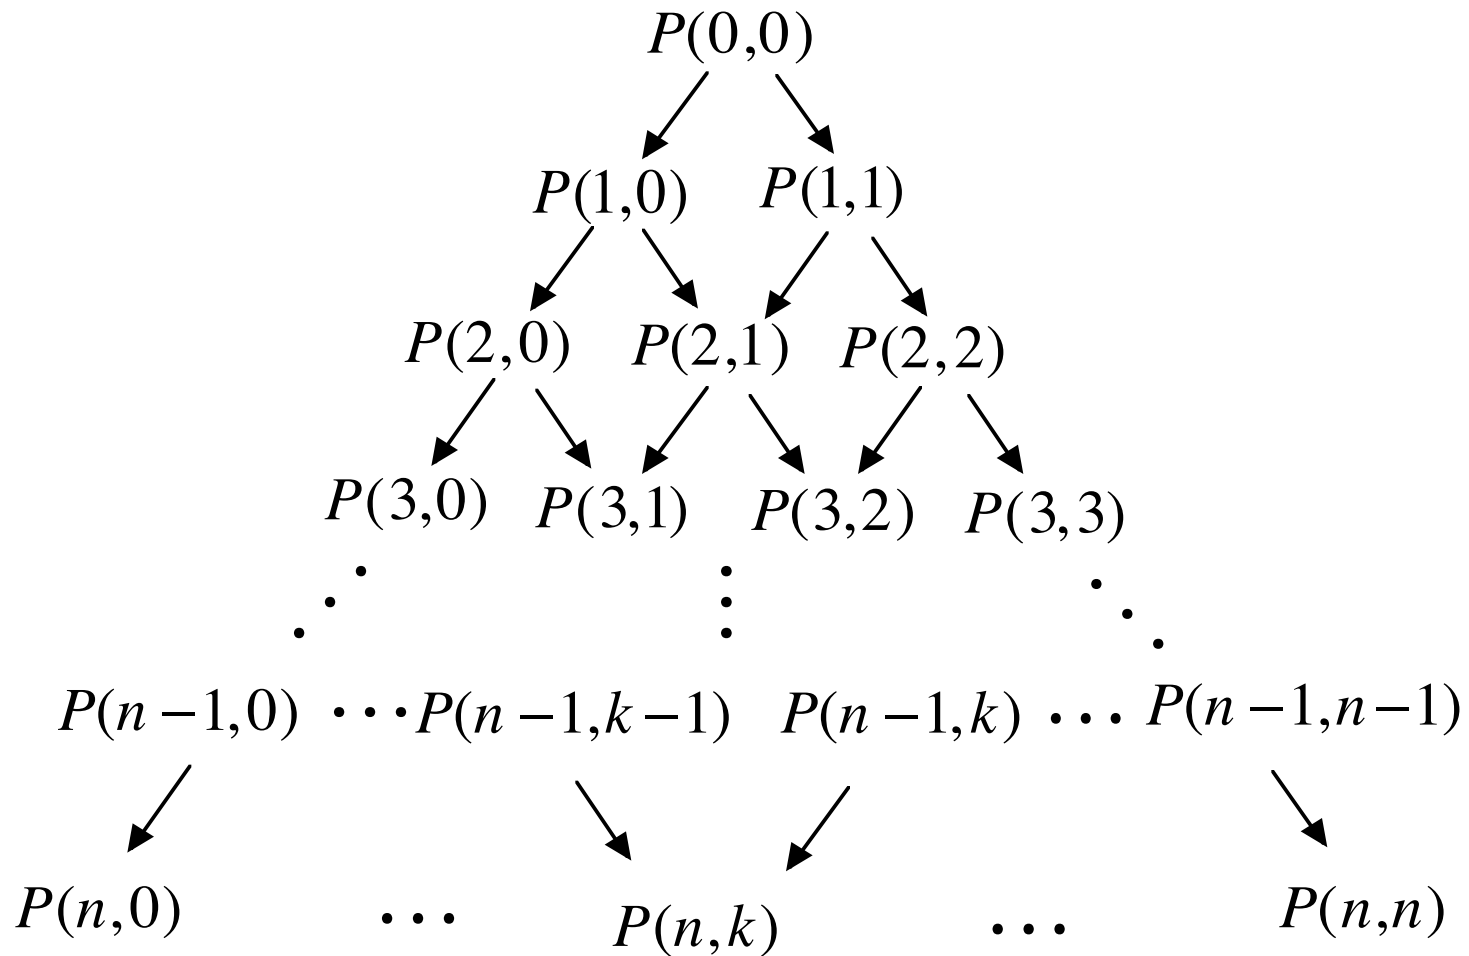 P(0,0)
P(1,0) P(1,1)
P(2,0) P(2,1) P(2,2)
P(3,0) P(3,1) P(3,2) P(3,3)
P(n−1,0) ⋯ P(n−1,k−1) P(n−1,k) ⋯ P(n−1,n−1)
P(n,0) ⋯ P(n,k) ⋯ P(n,n)